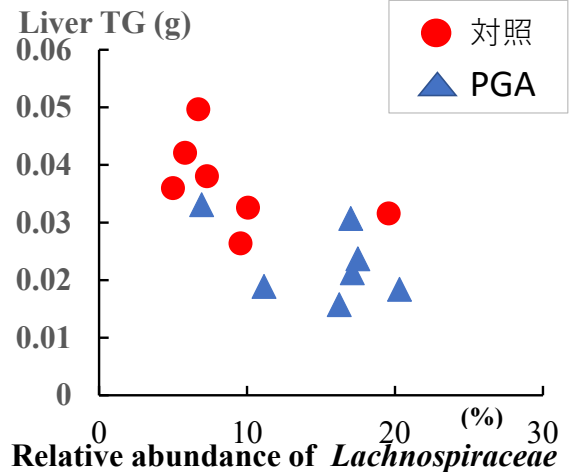 Liver TG (g)
対照
PGA
0.06
0.05
0.04
0.03
0.02
0.01
0
0 10 20 30
(%)
Relative abundance of Lachnospiraceae